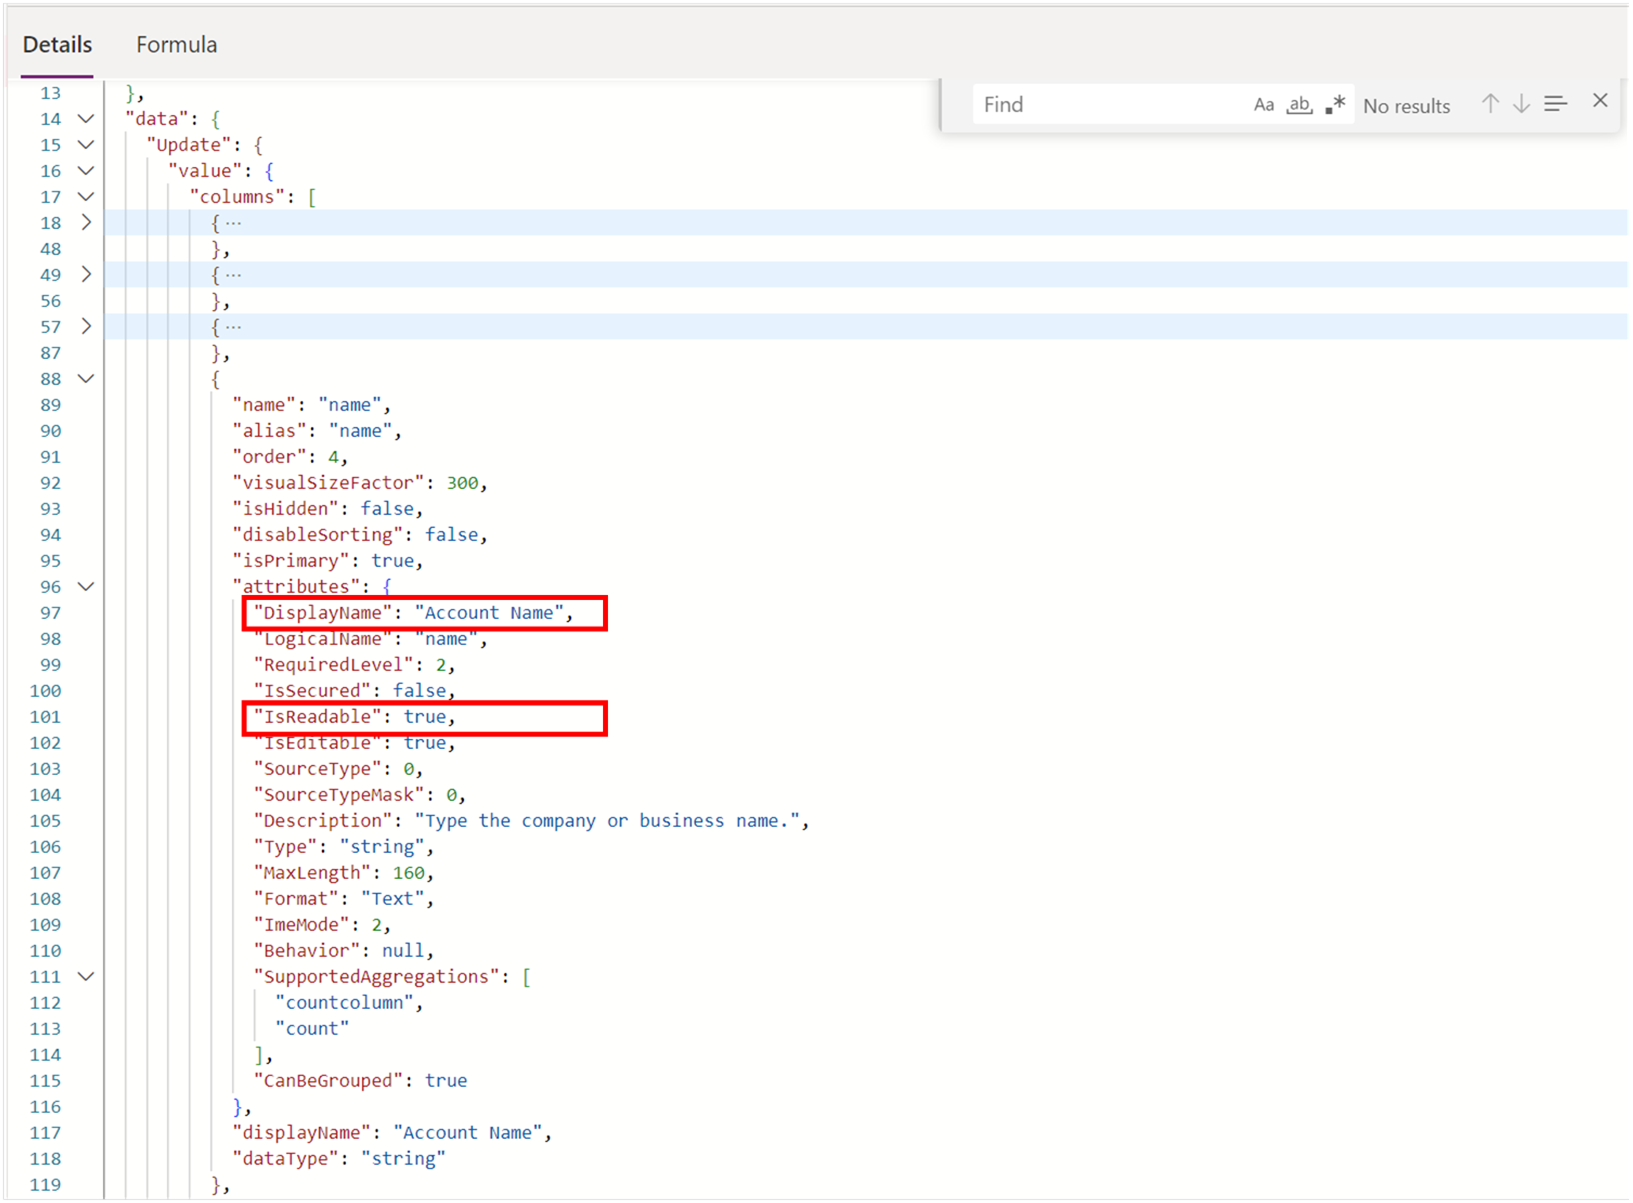 Details Formula
Find Aa ab .* No results
13 },
14 "data": {
15 "Update": {
16 "value": {
17 "columns": [
18 { ···
48 },
49 { ···
56 },
57 { ···
87 },
88 {
89 "name": "name",
90 "alias": "name",
91 "order": 4,
92 "visualSizeFactor": 300,
93 "isHidden": false,
94 "disableSorting": false,
95 "isPrimary": true,
96 "attributes": {
97 "DisplayName": "Account Name",
98 "LogicalName": "name",
99 "RequiredLevel": 2,
100 "IsSecured": false,
101 "IsReadable": true,
102 "IsEditable": true,
103 "SourceType": 0,
104 "SourceTypeMask": 0,
105 "Description": "Type the company or business name.",
106 "Type": "string",
107 "MaxLength": 160,
108 "Format": "Text",
109 "ImeMode": 2,
110 "Behavior": null,
111 "SupportedAggregations": [
112 "countcolumn",
113 "count"
114 ],
115 "CanBeGrouped": true
116 },
117 "displayName": "Account Name",
118 "dataType": "string"
119 },